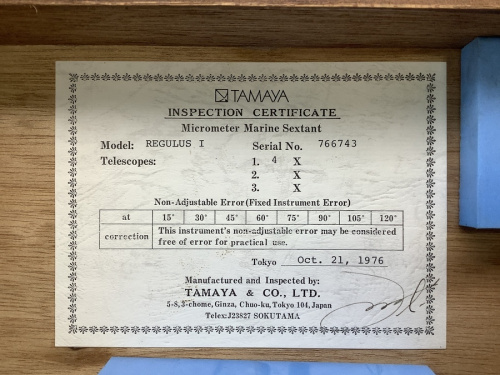 TAMAYA
INSPECTION CERTIFICATE
Micrometer Marine Sextant
Model: REGULUS I Serial No. 766743
Telescopes: 1. 4 X
2. X
3. X
Non-Adjustable Error (Fixed Instrument Error)
at 15° 30° 45° 60° 75° 90° 105° 120°
correction This instrument's non-adjustable error may be considered
free of error for practical use.
Tokyo Oct. 21, 1976
Manufactured and Inspected by:
TAMAYA & CO., LTD.
5-8, 3-chome, Ginza, Chuo-ku, Tokyo 104, Japan
Telex: J23827 SOKUTAMA